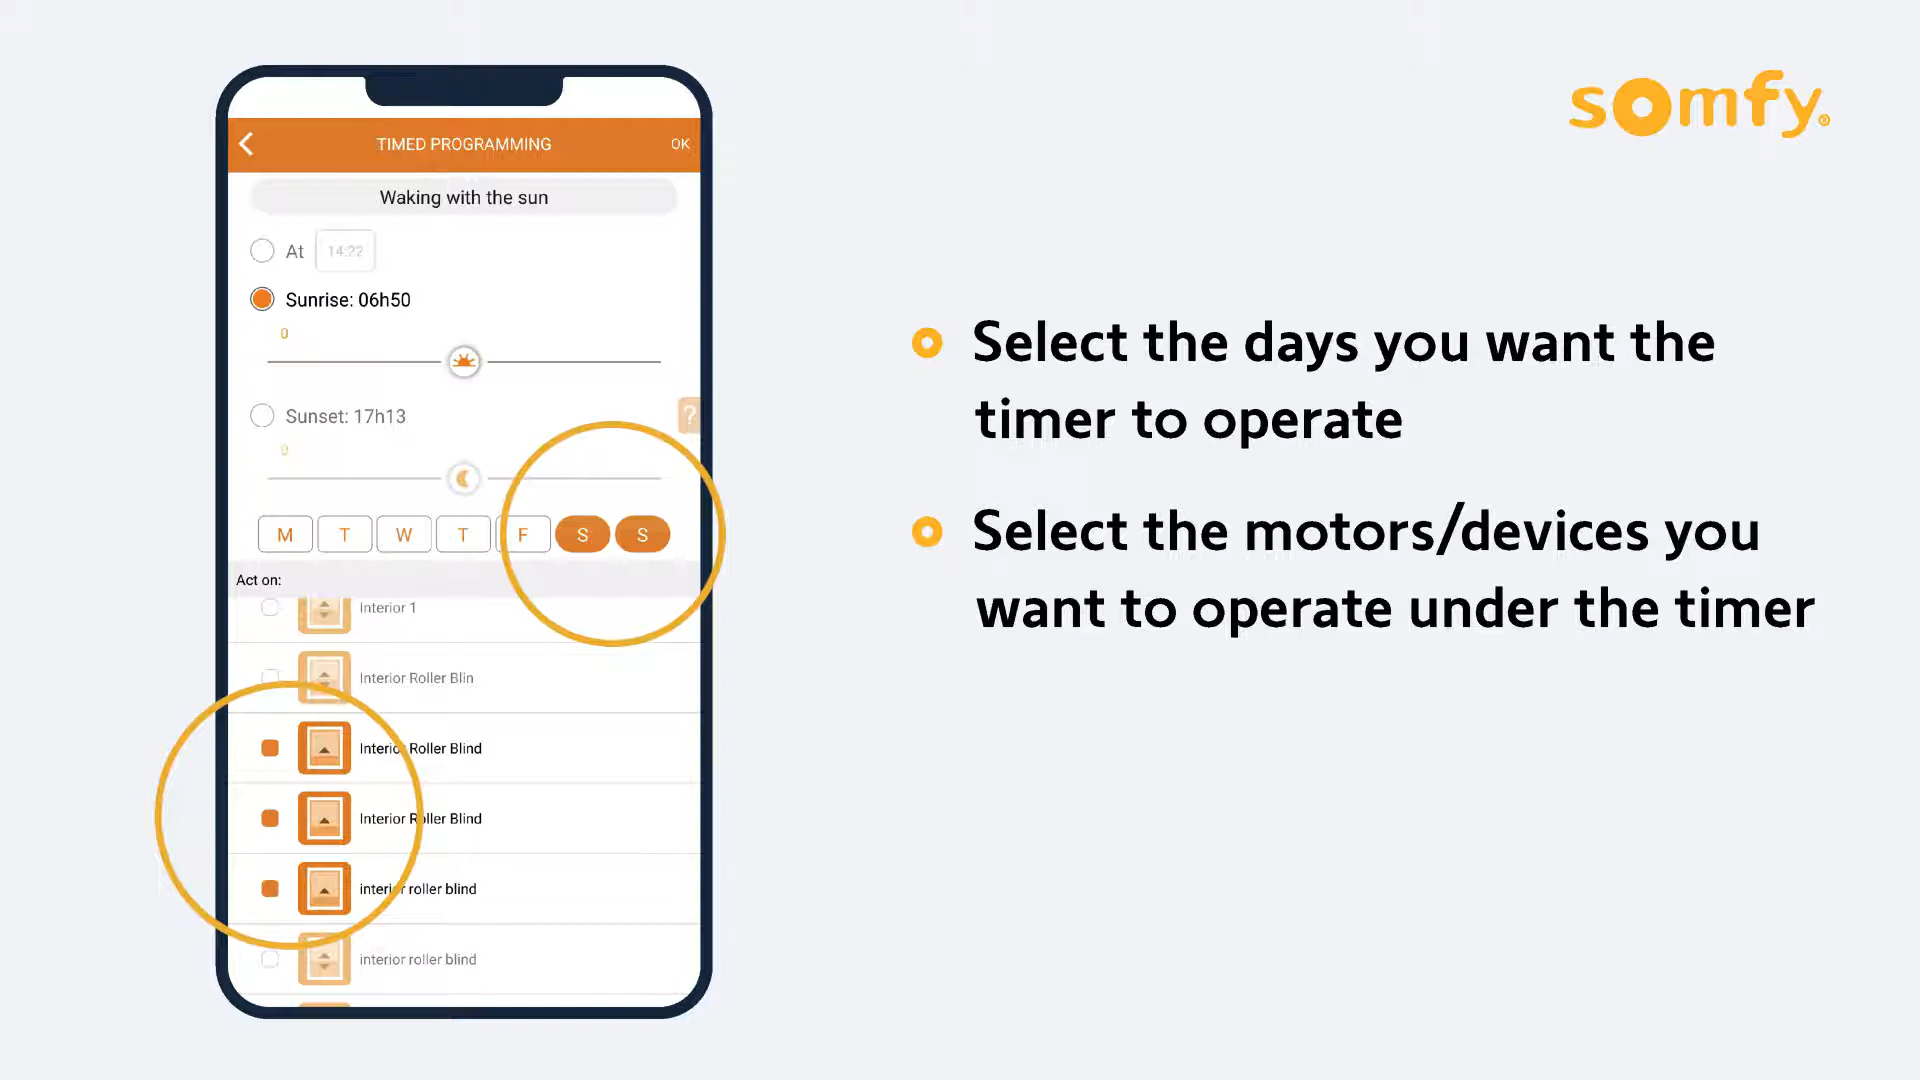 somfy®
TIMED PROGRAMMING
OK
Waking with the sun
At 14:22
Sunrise: 06h50
0
Sunset: 17h13
?
0
M T W T F S S
Act on:
Interior 1
Interior Roller Blin
Interior Roller Blind
Interior Roller Blind
interior roller blind
interior roller blind
Select the days you want the
timer to operate
Select the motors/devices you
want to operate under the timer